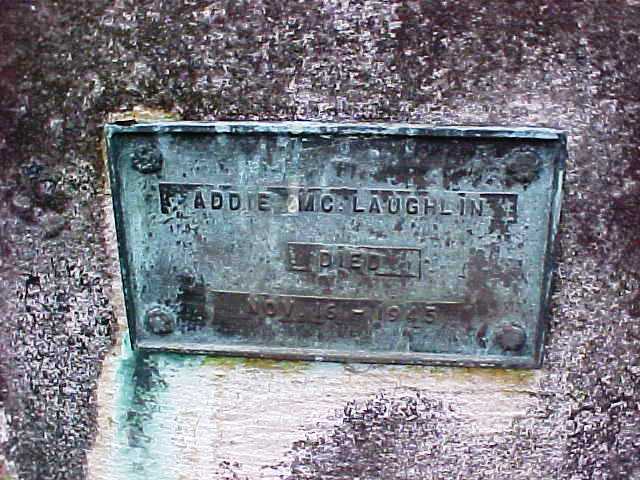 ADDIE MC. LAUGHLIN
DIED
NOV. 16 - 1945